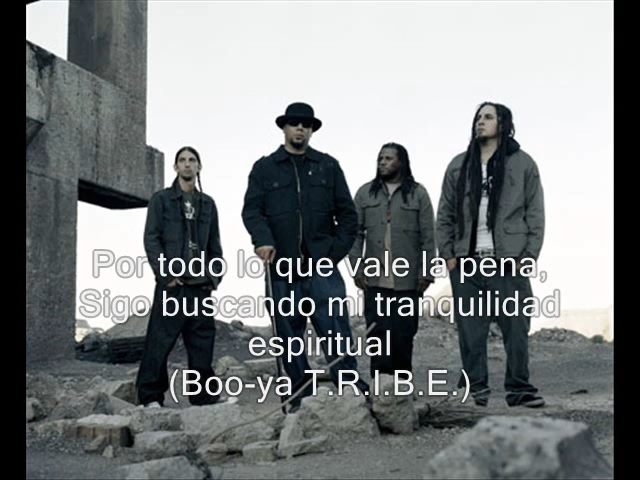 Por todo lo que vale la pena,
Sigo buscando mi tranquilidad
espiritual
(Boo-ya T.R.I.B.E.)